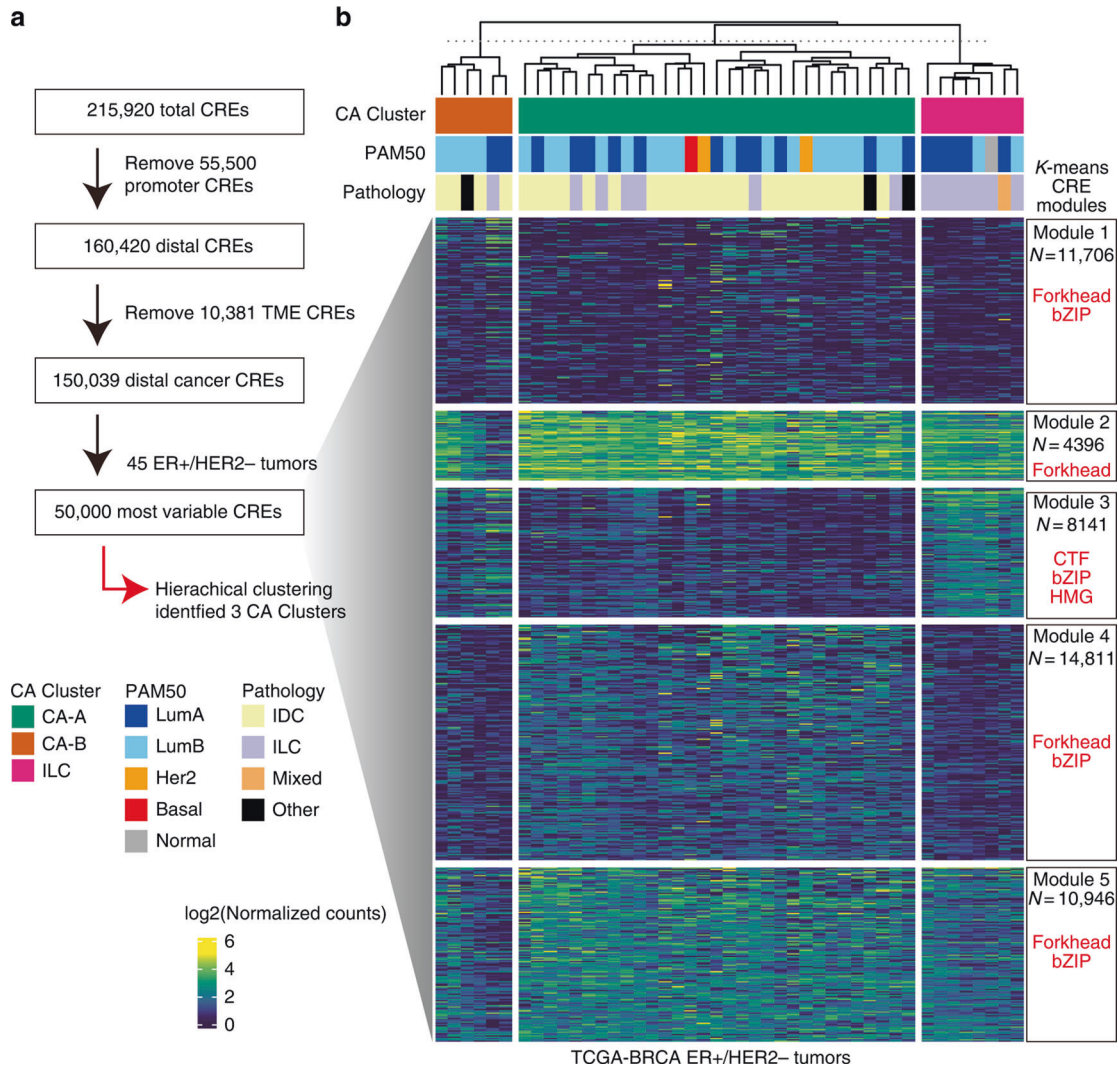 a
215,920 total CREs
Remove 55,500
promoter CREs
160,420 distal CREs
Remove 10,381 TME CREs
150,039 distal cancer CREs
45 ER+/HER2− tumors
50,000 most variable CREs
Hierachical clustering
identfied 3 CA Clusters
CA Cluster
CA-A
CA-B
ILC
PAM50
LumA
LumB
Her2
Basal
Normal
Pathology
IDC
ILC
Mixed
Other
log2(Normalized counts)
6
4
2
0
b
CA Cluster
PAM50
Pathology
K-means
CRE
modules
Module 1
N = 11,706
Forkhead
bZIP
Module 2
N = 4396
Forkhead
Module 3
N = 8141
CTF
bZIP
HMG
Module 4
N = 14,811
Forkhead
bZIP
Module 5
N = 10,946
Forkhead
bZIP
TCGA-BRCA ER+/HER2− tumors